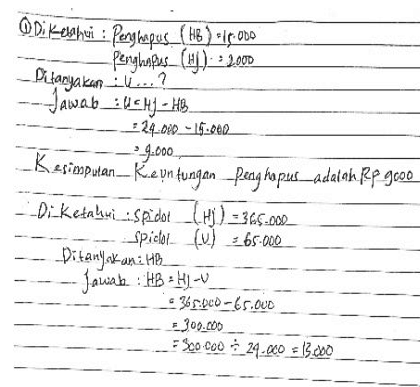 ① Diketahui : Penghapus (HB) = 15.000
Penghapus (HJ) : = 2000
Ditanyakan : U...?
Jawab : U = HJ - HB
= 24.000 - 15.000
= 9.000
Kesimpulan Keuntungan Penghapus adalah Rp 9000
Diketahui : Spidol (HJ) = 365.000
spidol (U) = 65.000
Ditanyakan : HB
Jawab : HB = HJ - U
= 365.000 - 65.000
= 300.000
= 300.000 ÷ 24.000 = 13.000